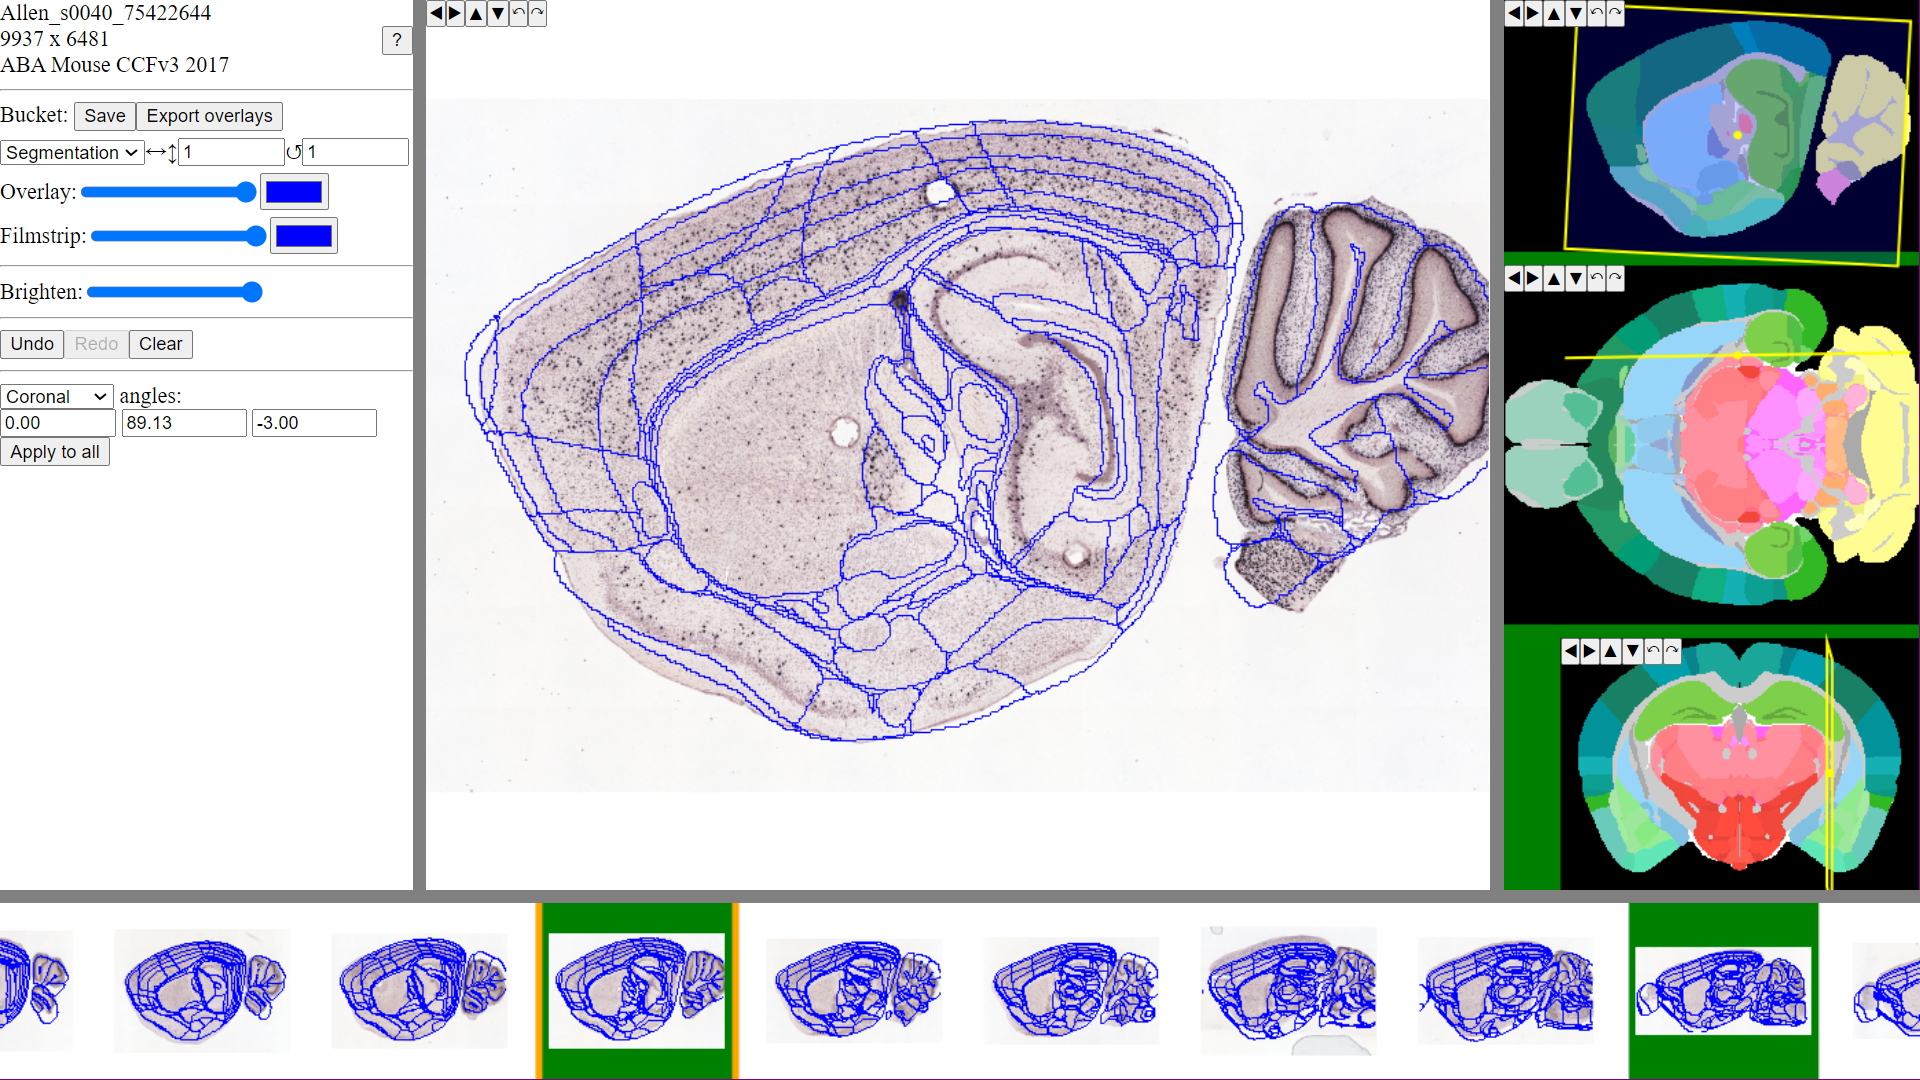 Allen_s0040_75422644
9937 x 6481
?
ABA Mouse CCFv3 2017
Bucket: Save Export overlays
Segmentation 1 1
Overlay:
Filmstrip:
Brighten:
Undo Redo Clear
Coronal angles:
0.00 89.13 -3.00
Apply to all